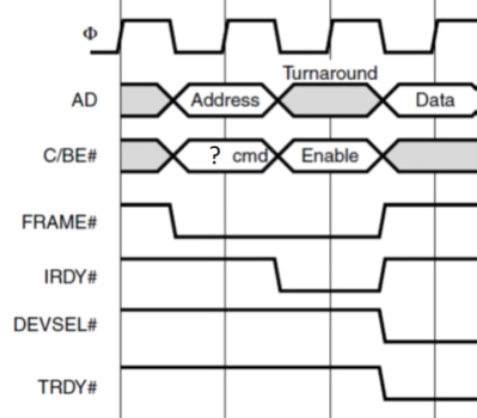 Φ
Turnaround
AD Address Data
C/BE# ? cmd Enable
FRAME#
IRDY#
DEVSEL#
TRDY#